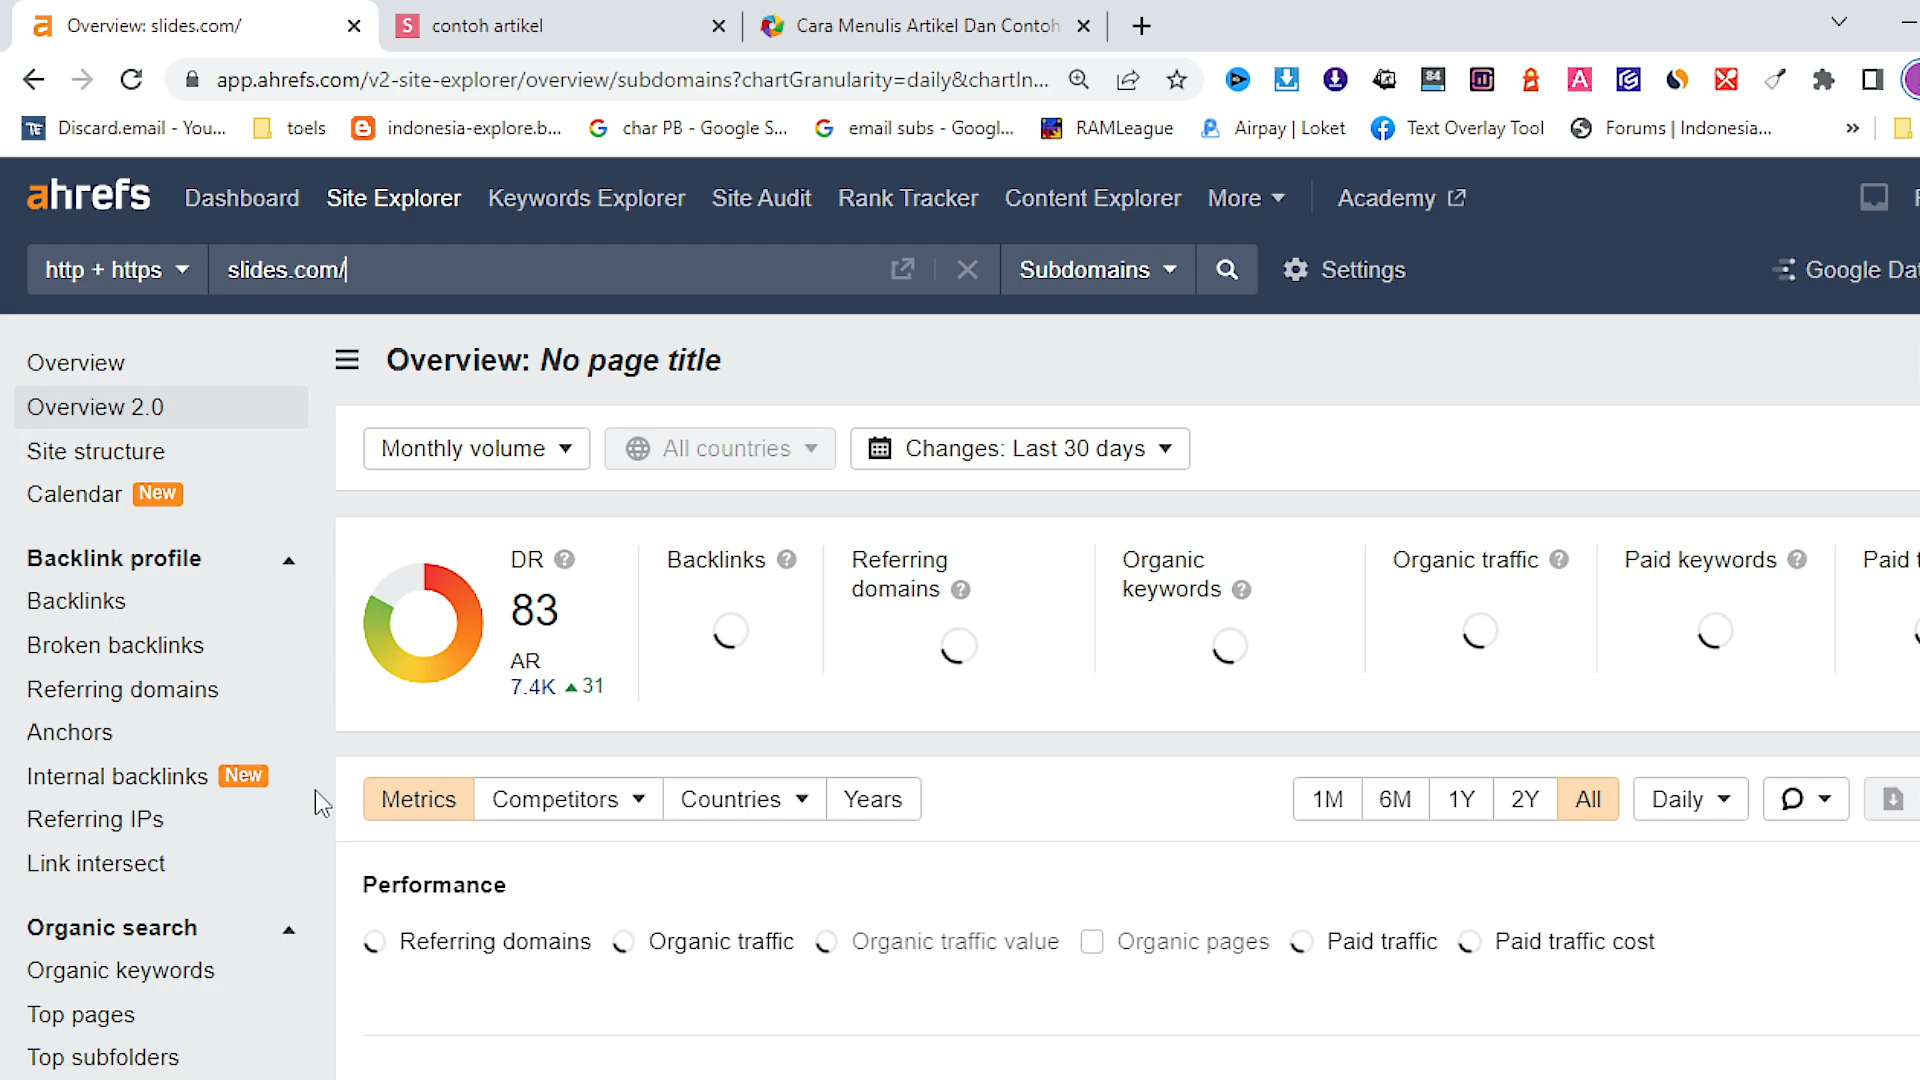 Overview: slides.com/
contoh artikel
Cara Menulis Artikel Dan Contoh
app.ahrefs.com/v2-site-explorer/overview/subdomains?chartGranularity=daily&chartIn...
Discard.email - You...
toels
indonesia-explore.b...
char PB - Google S...
email subs - Googl...
RAMLeague
Airpay | Loket
Text Overlay Tool
Forums | Indonesia...
ahrefs
Dashboard
Site Explorer
Keywords Explorer
Site Audit
Rank Tracker
Content Explorer
More
Academy
http + https
slides.com/
Subdomains
Settings
Google Dat
Overview
Overview 2.0
Site structure
Calendar New
Backlink profile
Backlinks
Broken backlinks
Referring domains
Anchors
Internal backlinks New
Referring IPs
Link intersect
Organic search
Organic keywords
Top pages
Top subfolders
Overview: No page title
Monthly volume
All countries
Changes: Last 30 days
DR
83
AR
7.4K 31
Backlinks
Referring
domains
Organic
keywords
Organic traffic
Paid keywords
Paid t
Metrics
Competitors
Countries
Years
1M
6M
1Y
2Y
All
Daily
Performance
Referring domains
Organic traffic
Organic traffic value
Organic pages
Paid traffic
Paid traffic cost